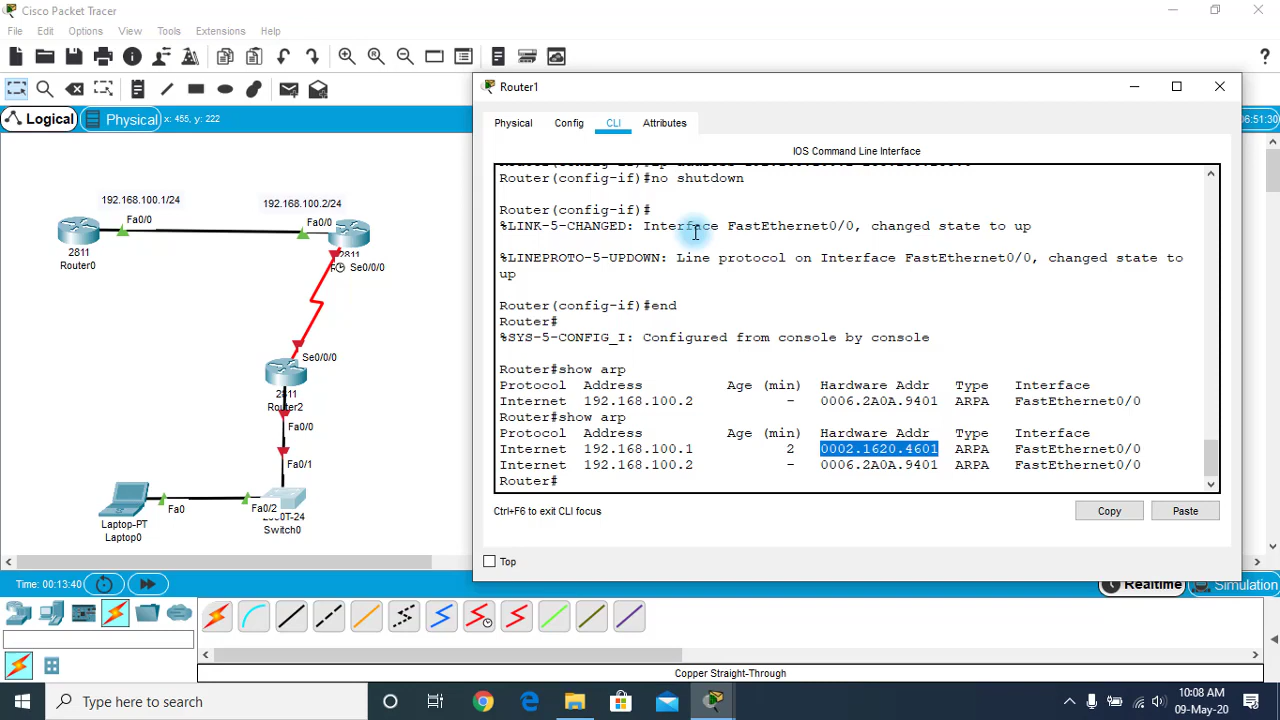 Cisco Packet Tracer
File Edit Options View Tools Extensions Help
Logical Physical x: 455, y: 222
06:51:30
192.168.100.1/24
192.168.100.2/24
Fa0/0
Fa0/0
2811
Router0
2811
Se0/0/0
Se0/0/0
2811
Router2
Fa0/0
Fa0/1
Fa0
Fa0/2
Laptop-PT
Laptop0
Switch0
Router1
Physical Config CLI Attributes
IOS Command Line Interface
Router(config-if)#no shutdown
Router(config-if)#
%LINK-5-CHANGED: Interface FastEthernet0/0, changed state to up
%LINEPROTO-5-UPDOWN: Line protocol on Interface FastEthernet0/0, changed state to
up
Router(config-if)#end
Router#
%SYS-5-CONFIG_I: Configured from console by console
Router#show arp
Protocol Address Age (min) Hardware Addr Type Interface
Internet 192.168.100.2 - 0006.2A0A.9401 ARPA FastEthernet0/0
Router#show arp
Protocol Address Age (min) Hardware Addr Type Interface
Internet 192.168.100.1 2 0002.1620.4601 ARPA FastEthernet0/0
Internet 192.168.100.2 - 0006.2A0A.9401 ARPA FastEthernet0/0
Router#
Ctrl+F6 to exit CLI focus
Copy Paste
Top
Time: 00:13:40
Realtime Simulation
Copper Straight-Through
Type here to search
10:08 AM
09-May-20